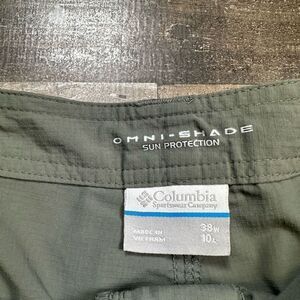 OMNI-SHADE
SUN PROTECTION
Columbia
Sportswear Company
MADE IN
VIETNAM
38W
10L